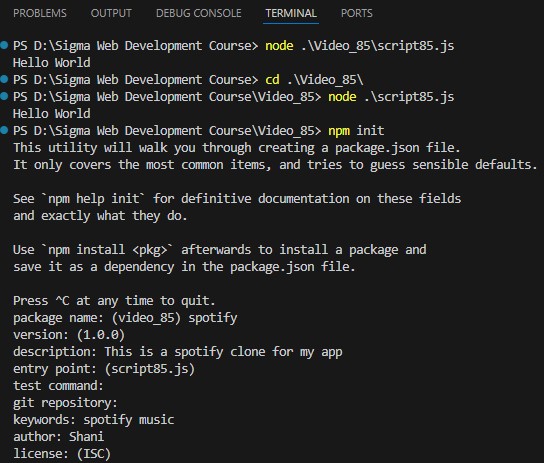 PROBLEMS OUTPUT DEBUG CONSOLE TERMINAL PORTS
PS D:\Sigma Web Development Course> node .\Video_85\script85.js
Hello World
PS D:\Sigma Web Development Course> cd .\Video_85\
PS D:\Sigma Web Development Course\Video_85> node .\script85.js
Hello World
PS D:\Sigma Web Development Course\Video_85> npm init
This utility will walk you through creating a package.json file.
It only covers the most common items, and tries to guess sensible defaults.

See `npm help init` for definitive documentation on these fields
and exactly what they do.

Use `npm install <pkg>` afterwards to install a package and
save it as a dependency in the package.json file.

Press ^C at any time to quit.
package name: (video_85) spotify
version: (1.0.0)
description: This is a spotify clone for my app
entry point: (script85.js)
test command:
git repository:
keywords: spotify music
author: Shani
license: (ISC)